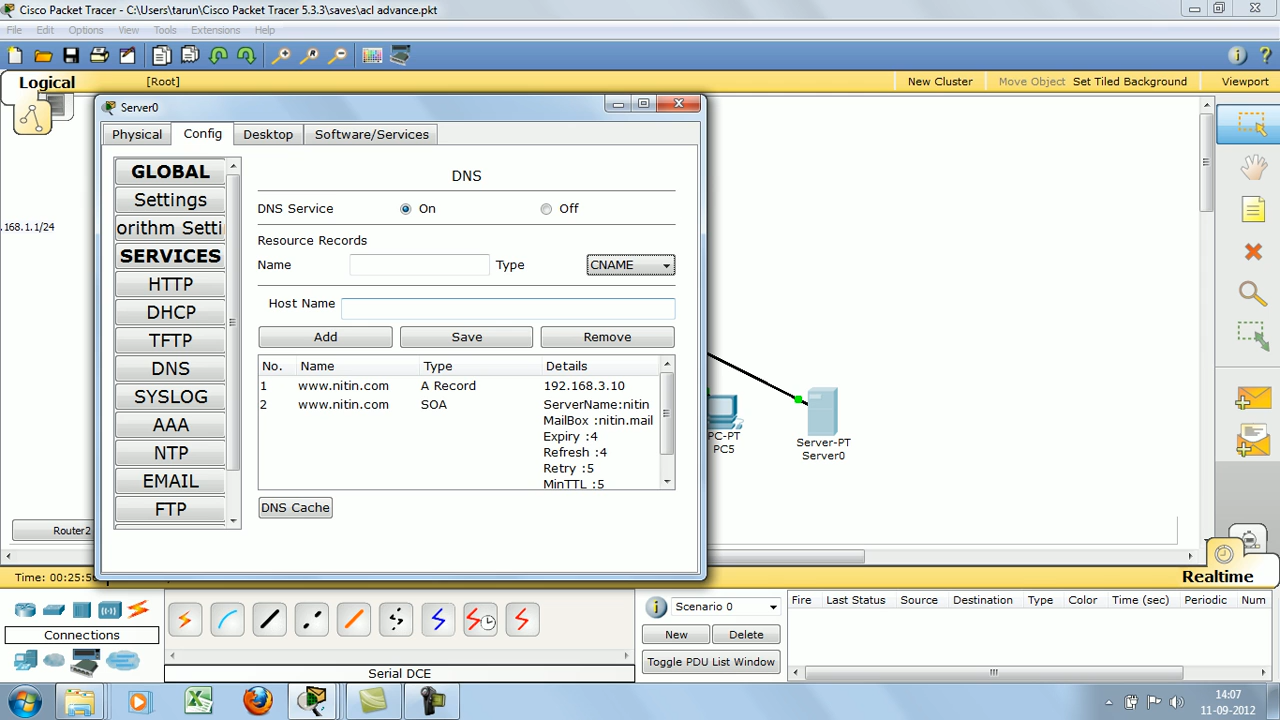 Cisco Packet Tracer - C:\Users\tarun\Cisco Packet Tracer 5.3.3\saves\acl advance.pkt
File Edit Options View Tools Extensions Help
Logical [Root] New Cluster Move Object Set Tiled Background Viewport
Server0
Physical Config Desktop Software/Services
GLOBAL
Settings
orithm Setti
SERVICES
HTTP
DHCP
TFTP
DNS
SYSLOG
AAA
NTP
EMAIL
FTP
DNS
DNS Service On Off
Resource Records
Name Type CNAME
Host Name
Add Save Remove
No. Name Type Details
1 www.nitin.com A Record 192.168.3.10
2 www.nitin.com SOA ServerName:nitin
MailBox :nitin.mail
Expiry :4
Refresh :4
Retry :5
MinTTL :5
DNS Cache
.168.1.1/24
PC-PT
PC5
Server-PT
Server0
Router2
Time: 00:25:5
Realtime
Connections
Serial DCE
Scenario 0
New Delete
Toggle PDU List Window
Fire Last Status Source Destination Type Color Time (sec) Periodic Num
14:07
11-09-2012